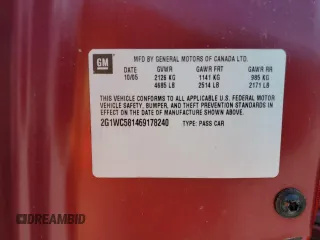 GM
MFD BY GENERAL MOTORS OF CANADA LTD.
DATE GVWR GAWR FRT GAWR RR
10/05 2126 KG 1141 KG 985 KG
4685 LB 2514 LB 2171 LB
THIS VEHICLE CONFORMS TO ALL APPLICABLE U.S. FEDERAL MOTOR
VEHICLE SAFETY, BUMPER, AND THEFT PREVENTION STANDARDS IN
EFFECT ON THE DATE OF MANUFACTURE SHOWN ABOVE.
2G1WC581469178240 TYPE: PASS CAR
DREAMBID